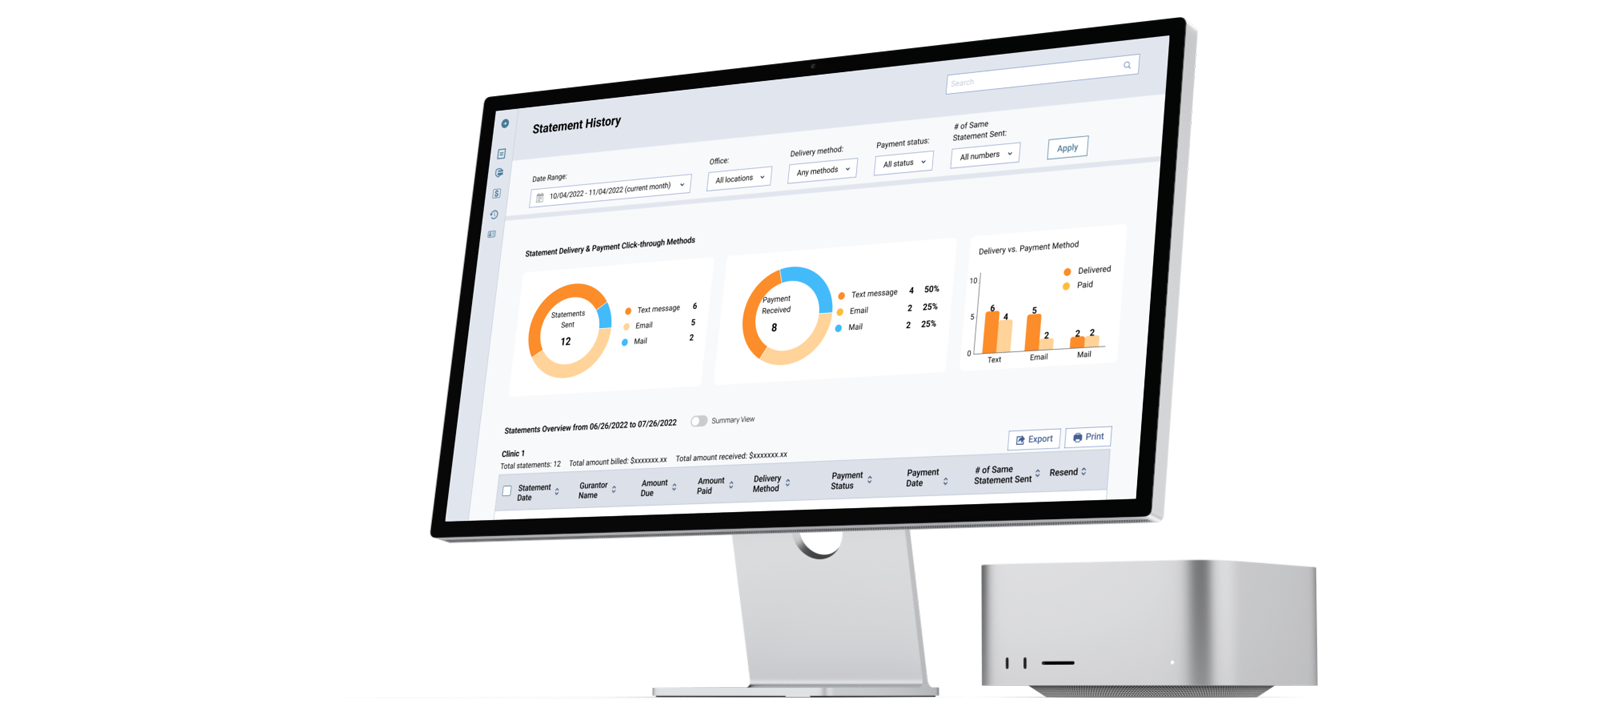 Search
Statement History
Date Range:
10/04/2022 - 11/04/2022 (current month)
Office:
All locations
Delivery method:
Any methods
Payment status:
All status
# of Same
Statement Sent:
All numbers
Apply
Statement Delivery & Payment Click-through Methods
Statements
Sent
12
Text message 6
Email 5
Mail 2
Payment
Received
8
Text message 4 50%
Email 2 25%
Mail 2 25%
Delivery vs. Payment Method
Delivered
Paid
10
5
0
6 4
5 2
2 2
Text Email Mail
Statements Overview from 06/26/2022 to 07/26/2022
Summary View
Export
Print
Clinic 1
Total statements: 12 Total amount billed: $xxxxxxx.xx Total amount received: $xxxxxxx.xx
Statement
Date
Gurantor
Name
Amount
Due
Amount
Paid
Delivery
Method
Payment
Status
Payment
Date
# of Same
Statement Sent
Resend